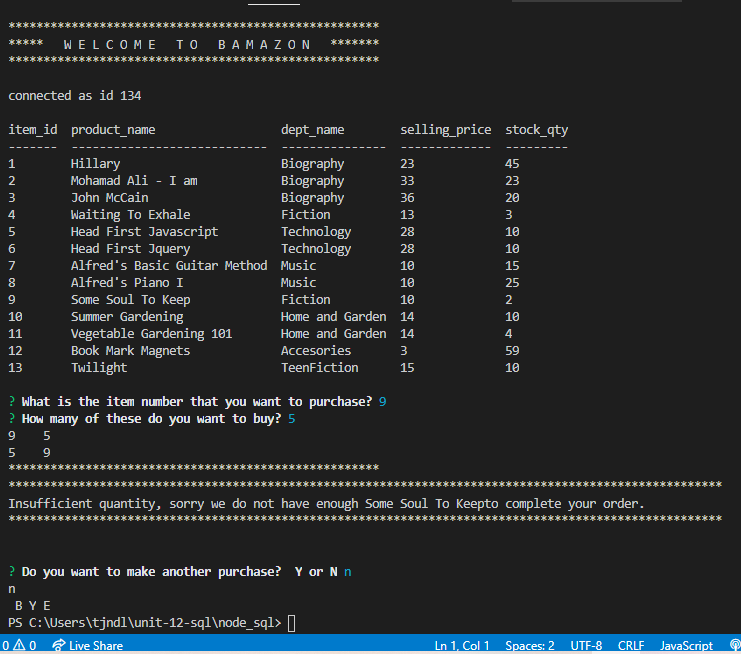 **************************************************
*****   W E L C O M E   T O   B A M A Z O N   *******
**************************************************
connected as id 134
item_id  product_name                  dept_name        selling_price  stock_qty
-------  ----------------------------  ---------------  -------------  ---------
1        Hillary                       Biography        23             45
2        Mohamad Ali - I am            Biography        33             23
3        John McCain                   Biography        36             20
4        Waiting To Exhale             Fiction          13             3
5        Head First Javascript         Technology       28             10
6        Head First Jquery             Technology       28             10
7        Alfred's Basic Guitar Method  Music            10             15
8        Alfred's Piano I              Music            10             25
9        Some Soul To Keep             Fiction          10             2
10       Summer Gardening              Home and Garden  14             10
11       Vegetable Gardening 101       Home and Garden  14             4
12       Book Mark Magnets             Accesories       3              59
13       Twilight                      TeenFiction      15             10
? What is the item number that you want to purchase? 9
? How many of these do you want to buy? 5
9    5
5    9
*****************************************************
******************************************************************************************************
Insufficient quantity, sorry we do not have enough Some Soul To Keepto complete your order.
******************************************************************************************************
? Do you want to make another purchase?  Y or N n
n
 B Y E
PS C:\Users\tjndl\unit-12-sql\node_sql>
0 0 Live Share Ln 1, Col 1 Spaces: 2 UTF-8 CRLF JavaScript